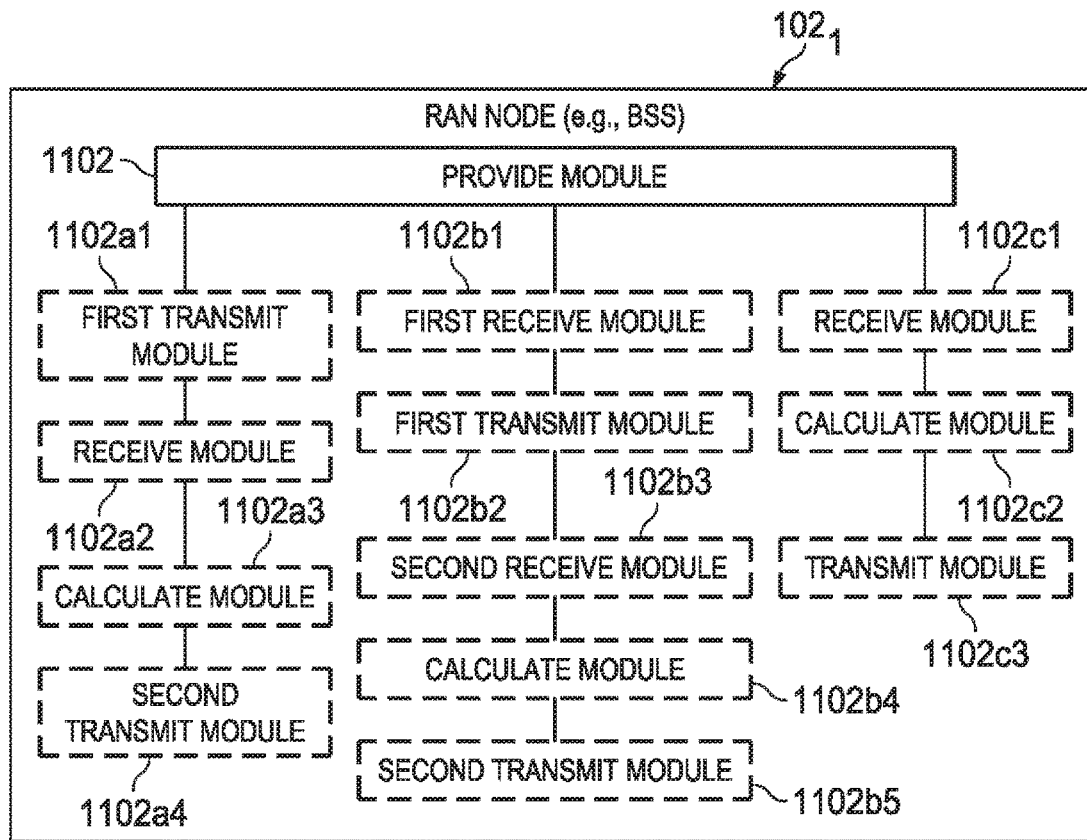 102₁
RAN NODE (e.g., BSS)
1102
PROVIDE MODULE
1102a1
FIRST TRANSMIT
MODULE
RECEIVE MODULE
1102a2
1102a3
CALCULATE MODULE
SECOND
TRANSMIT MODULE
1102a4
1102b1
FIRST RECEIVE MODULE
FIRST TRANSMIT MODULE
1102b2
1102b3
SECOND RECEIVE MODULE
CALCULATE MODULE
1102b4
SECOND TRANSMIT MODULE
1102b5
1102c1
RECEIVE MODULE
CALCULATE MODULE
1102c2
TRANSMIT MODULE
1102c3